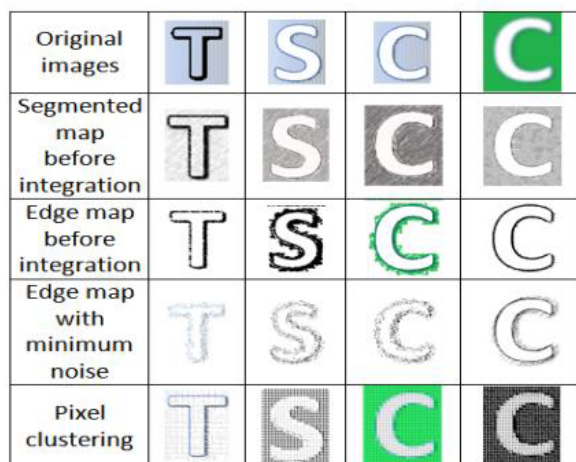 Original
images
T S C C
Segmented
map
before
integration
T S C C
Edge map
before
integration
T S C C
Edge map
with
minimum
noise
T S C C
Pixel
clustering
T S C C